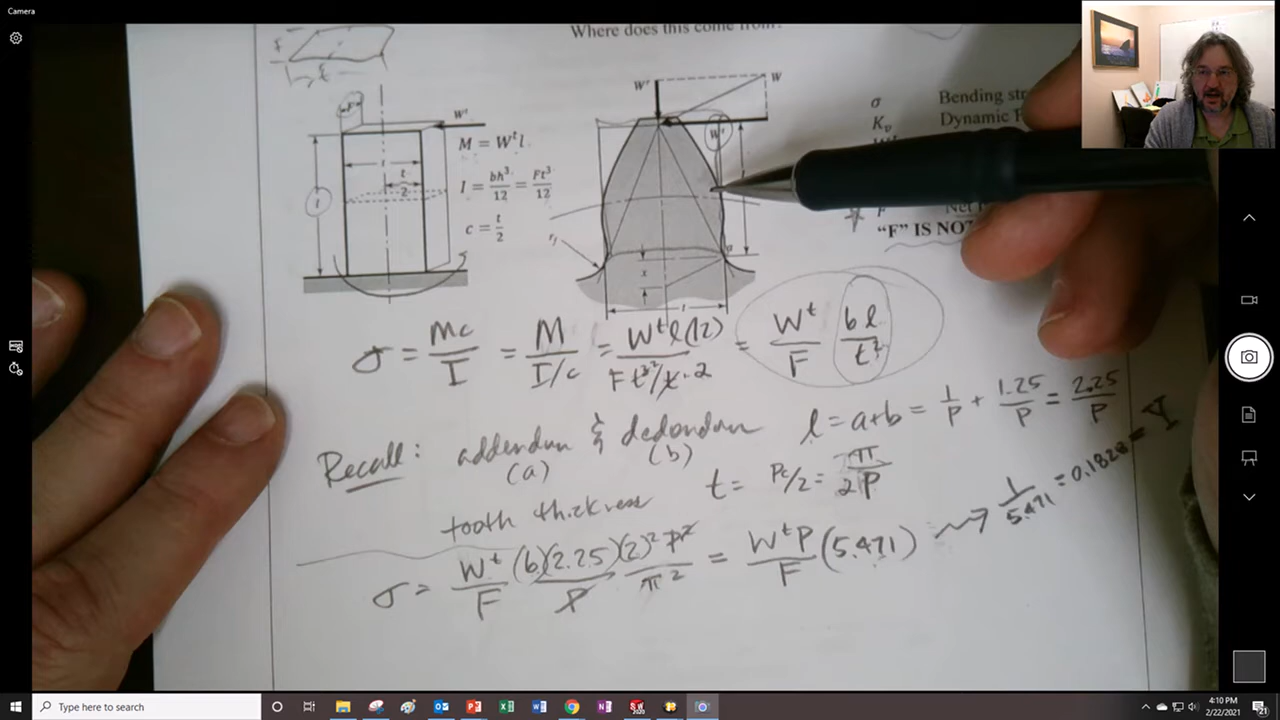 Camera
Where does this come from?
W^t
W^t
W
M = W^t l
I = bh^3/12 = Ft^3/12
c = t/2
t
t/2
l
r_f
x
a
t
σ Bending str
K_v Dynamic F
F Net
"F" IS NO
σ = Mc/I = M/(I/c) = W^t l(12)/(F t^3/t · 2) = W^t/F 6l/t^2
Recall: addendum & dedendum l = a+b = 1/P + 1.25/P = 2.25/P
(a) (b)
tooth thickness t = Pc/2 = π/2P
σ = W^t/F (6)(2.25)/P (2)^2 P^2/π^2 = W^t P/F (5.471) ⟿ 1/5.471 = 0.1828 = Y
Type here to search
4:10 PM
2/22/2021
21